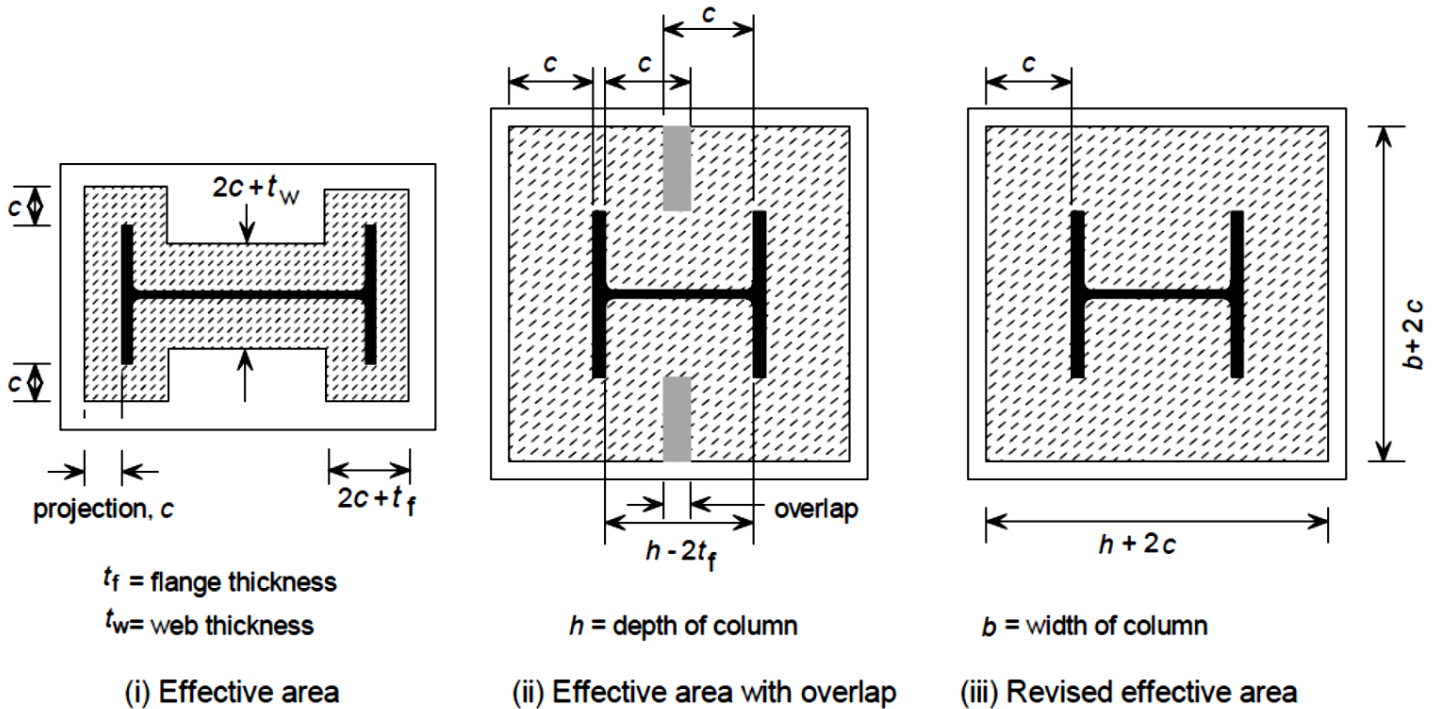 c
2c + tw
c
projection, c
2c + tf
tf = flange thickness
tw= web thickness
(i) Effective area
c
c
c
overlap
h - 2tf
h = depth of column
(ii) Effective area with overlap
c
b + 2c
h + 2c
b = width of column
(iii) Revised effective area